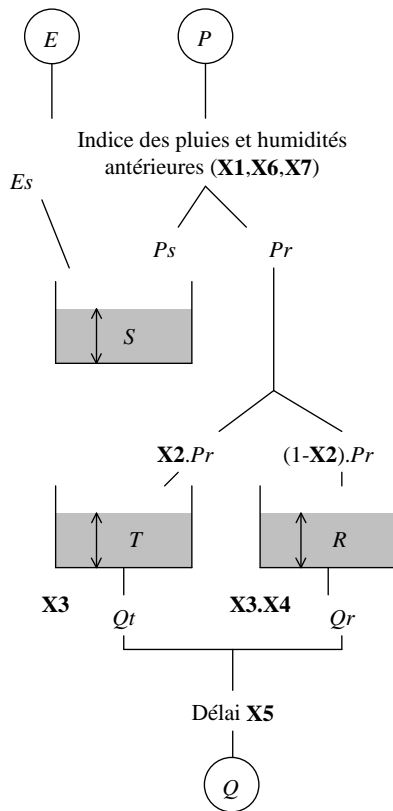 E
P
Indice des pluies et humidités
antérieures (X1,X6,X7)
Es
Ps
Pr
S
X2.Pr
(1-X2).Pr
T
R
X3
X3.X4
Qt
Qr
Délai X5
Q